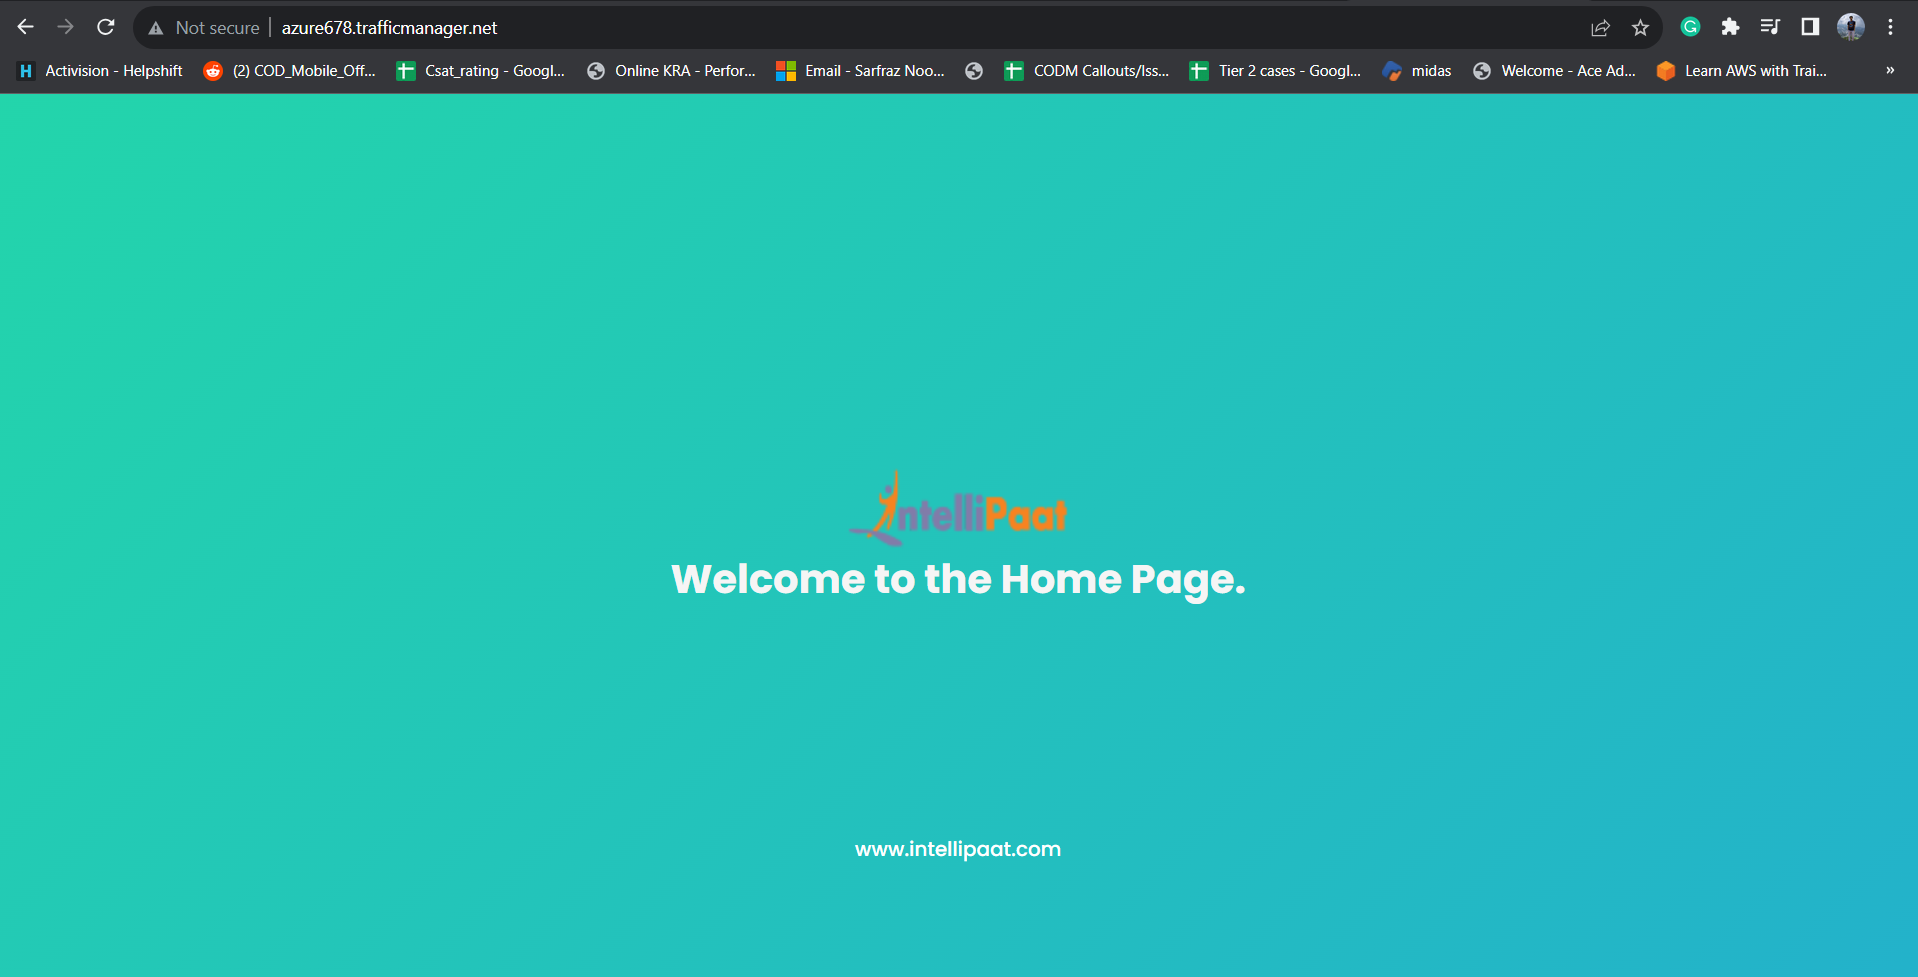 Not secure | azure678.trafficmanager.net
H Activision - Helpshift (2) COD_Mobile_Off... Csat_rating - Googl... Online KRA - Perfor... Email - Sarfraz Noo... CODM Callouts/Iss... Tier 2 cases - Googl... midas Welcome - Ace Ad... Learn AWS with Trai... »
IntelliPaat
Welcome to the Home Page.
www.intellipaat.com